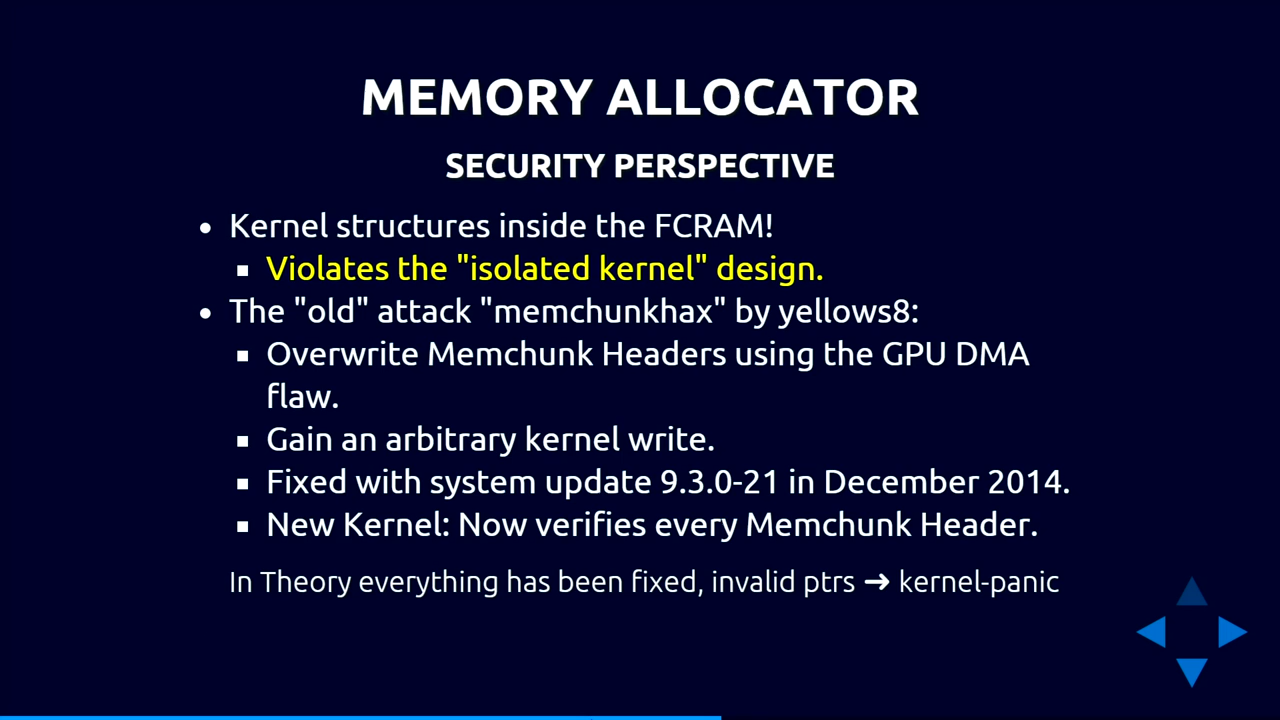 MEMORY ALLOCATOR
SECURITY PERSPECTIVE
• Kernel structures inside the FCRAM!
▪ Violates the "isolated kernel" design.
• The "old" attack "memchunkhax" by yellows8:
▪ Overwrite Memchunk Headers using the GPU DMA
flaw.
▪ Gain an arbitrary kernel write.
▪ Fixed with system update 9.3.0-21 in December 2014.
▪ New Kernel: Now verifies every Memchunk Header.
In Theory everything has been fixed, invalid ptrs ➜ kernel-panic